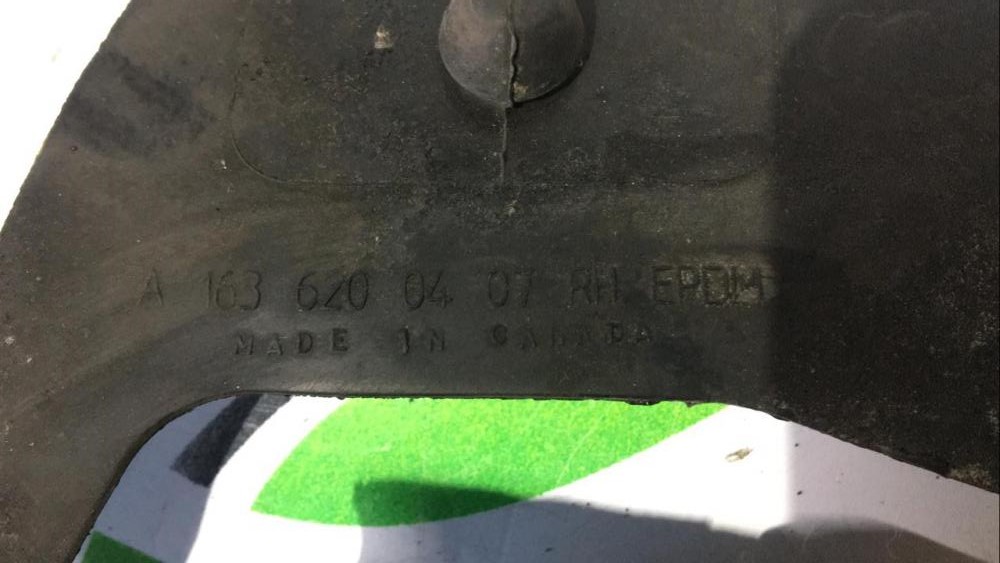 A 163 620 04 07 RH EPDM
MADE IN CANADA